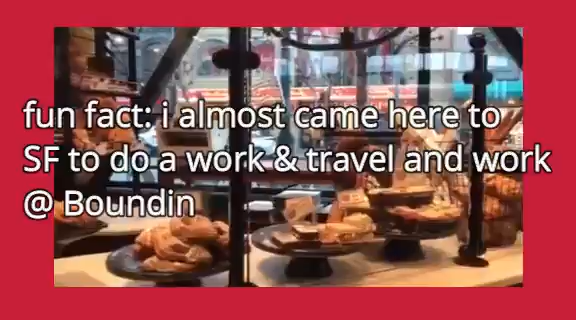 fun fact: i almost came here to
SF to do a work & travel and work
@ Boundin